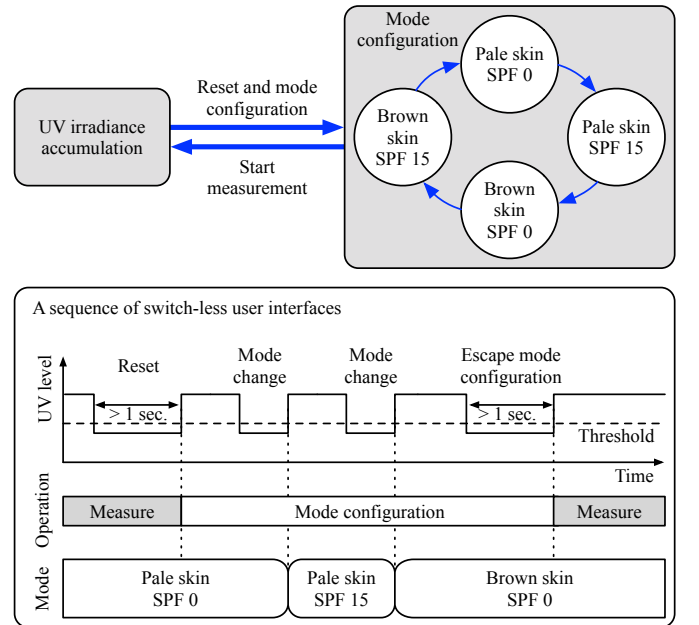 Mode
configuration
Pale skin
SPF 0
Reset and mode
configuration
UV irradiance
accumulation
Brown
skin
SPF 15
Pale skin
SPF 15
Start
measurement
Brown
skin
SPF 0
A sequence of switch-less user interfaces
UV level
Reset
Mode
change
Mode
change
Escape mode
configuration
> 1 sec.
> 1 sec.
Threshold
Time
Operation
Measure
Mode configuration
Measure
Mode
Pale skin
SPF 0
Pale skin
SPF 15
Brown skin
SPF 0